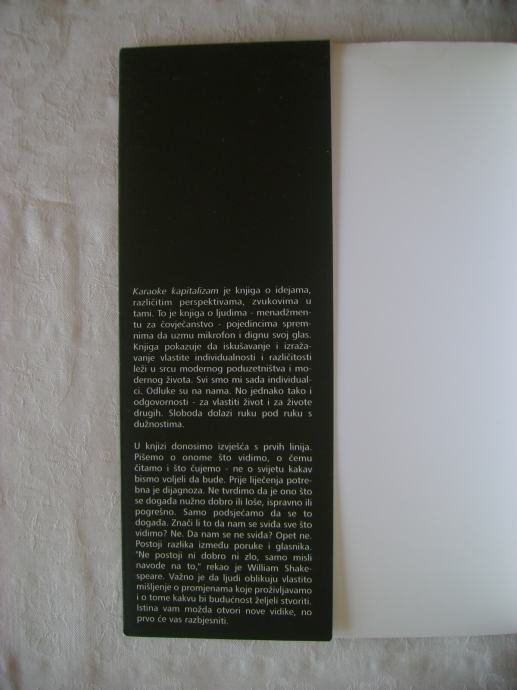 Karaoke kapitalizam je knjiga o idejama,
različitim perspektivama, zvukovima u
tami. To je knjiga o ljudima - menadžmen-
tu za čovječanstvo - pojedincima sprem-
nima da uzmu mikrofon i dignu svoj glas.
Knjiga pokazuje da iskušavanje i izraža-
vanje vlastite individualnosti i različitosti
leži u srcu modernog poduzetništva i mo-
dernog života. Svi smo mi sada individual-
ci. Odluke su na nama. No jednako tako i
odgovornosti - za vlastiti život i za živote
drugih. Sloboda dolazi ruku pod ruku s
dužnostima.
U knjizi donosimo izvješća s prvih linija.
Pišemo o onome što vidimo, o čemu
čitamo i što čujemo - ne o svijetu kakav
bismo voljeli da bude. Prije liječenja potre-
bna je dijagnoza. Ne tvrdimo da je ono što
se događa nužno dobro ili loše, ispravno ili
pogrešno. Samo podsjećamo da se to
događa. Znači li to da nam se sviđa sve što
vidimo? Ne. Da nam se ne sviđa? Opet ne.
Postoji razlika između poruke i glasnika.
"Ne postoji ni dobro ni zlo, samo misli
navode na to," rekao je William Shake-
speare. Važno je da ljudi oblikuju vlastito
mišljenje o promjenama koje proživljavamo
i o tome kakvu bi budućnost željeli stvoriti.
Istina vam možda otvori nove vidike, no
prvo će vas razbjesniti.